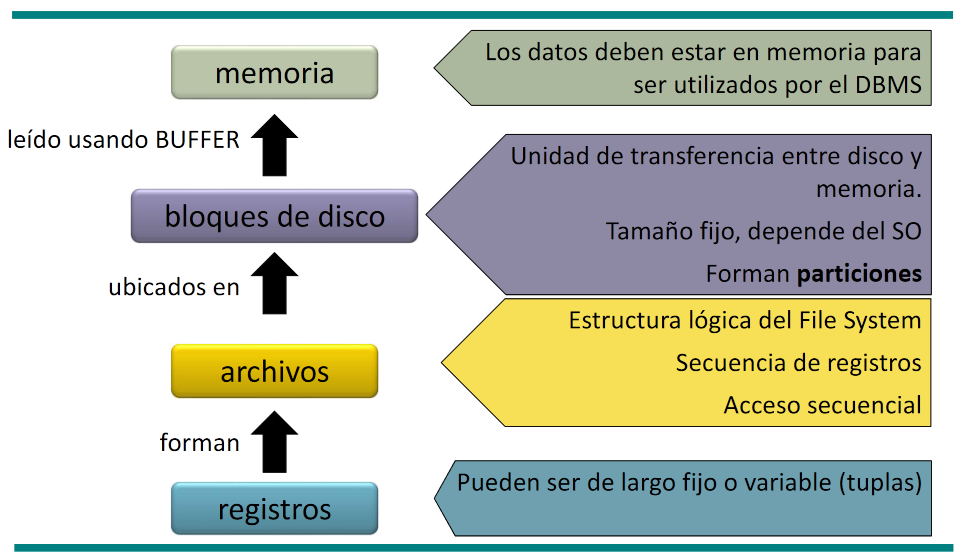 memoria
Los datos deben estar en memoria para
ser utilizados por el DBMS
leído usando BUFFER
bloques de disco
Unidad de transferencia entre disco y
memoria.
Tamaño fijo, depende del SO
Forman particiones
ubicados en
archivos
Estructura lógica del File System
Secuencia de registros
Acceso secuencial
forman
registros
Pueden ser de largo fijo o variable (tuplas)